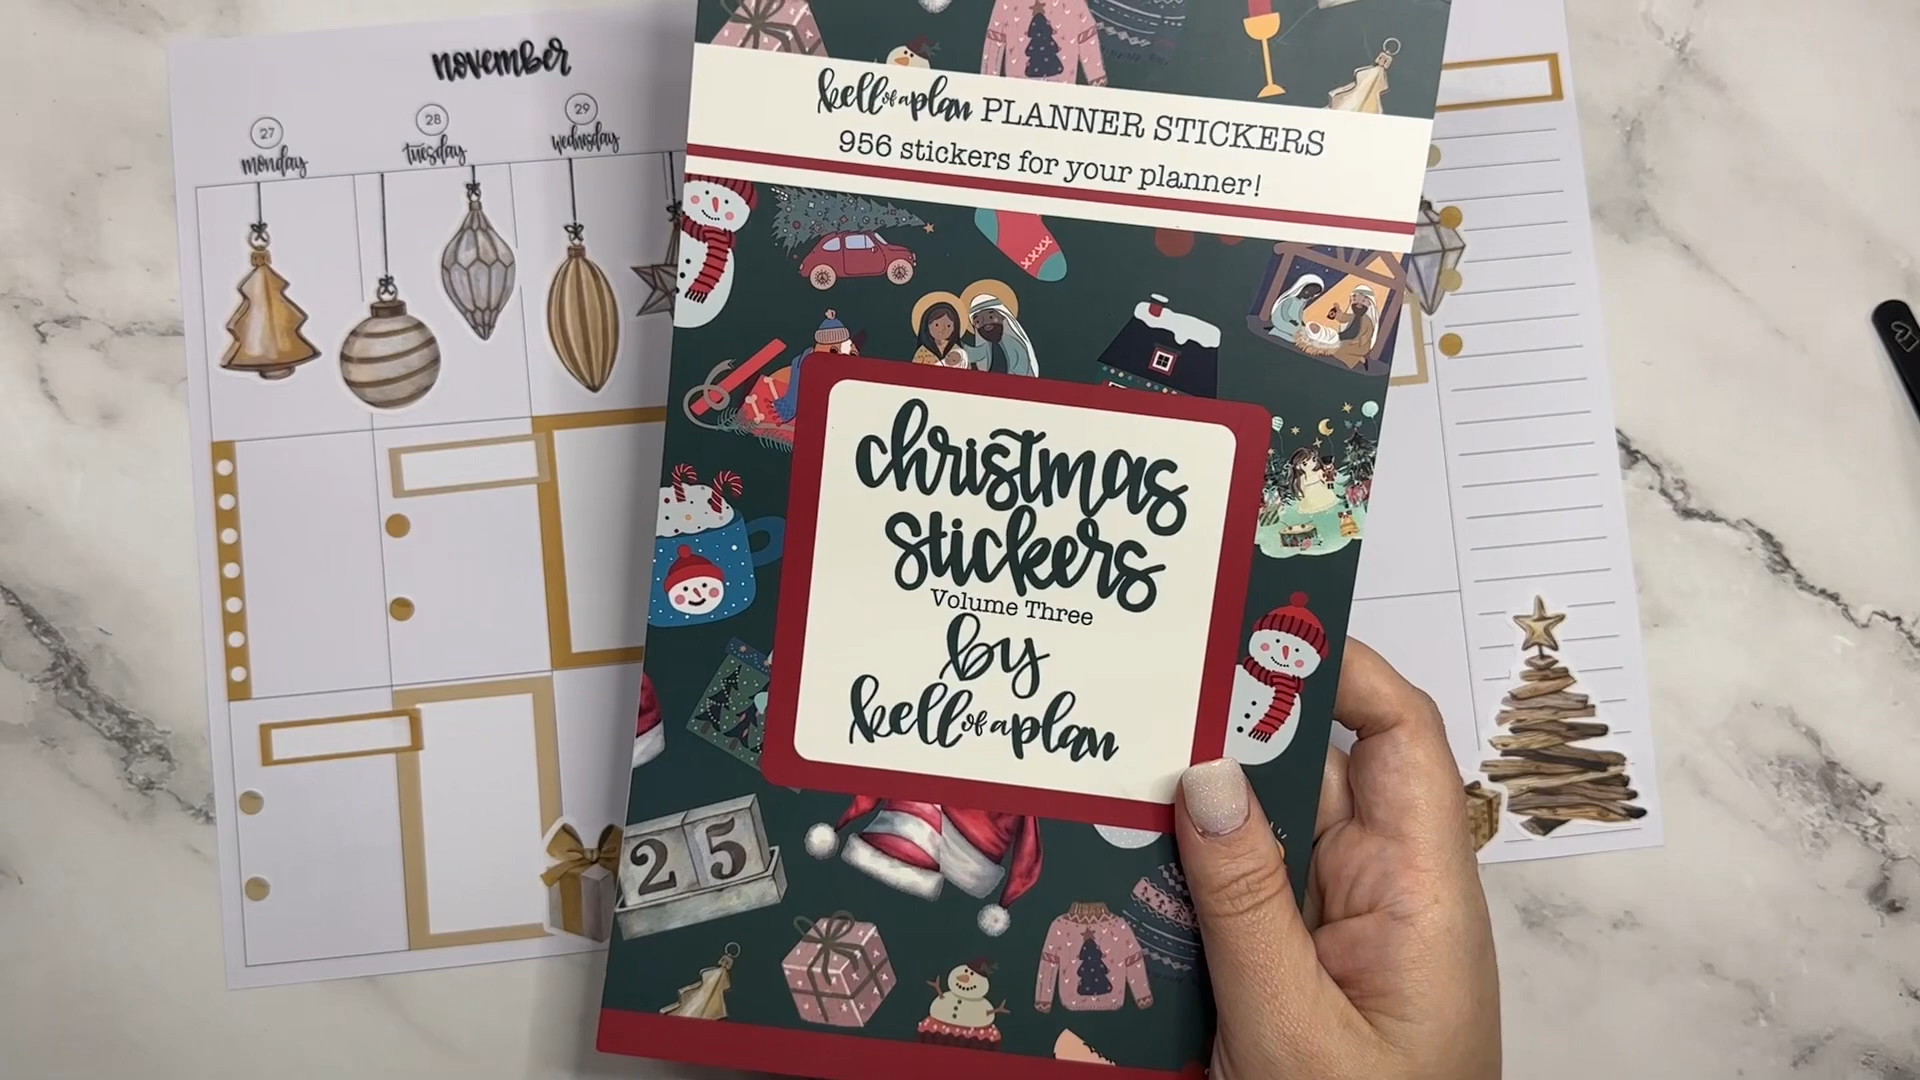 november
27
28
29
monday
tuesday
wednesday
kell of a plan PLANNER STICKERS
956 stickers for your planner!
christmas
stickers
Volume Three
by
kell of a plan
25